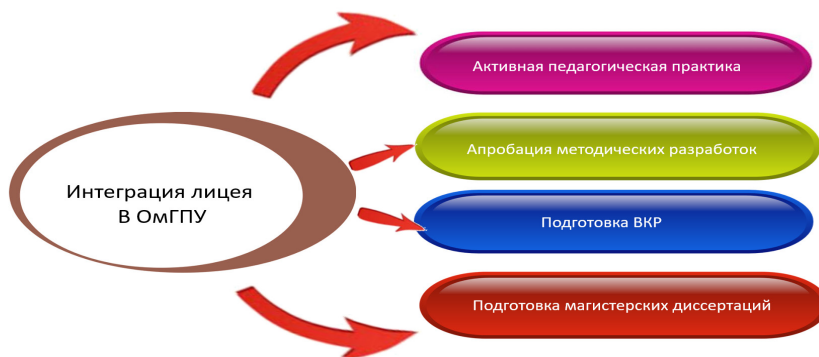 Интеграция лицея
В ОмГПУ
Активная педагогическая практика
Апробация методических разработок
Подготовка ВКР
Подготовка магистерских диссертаций